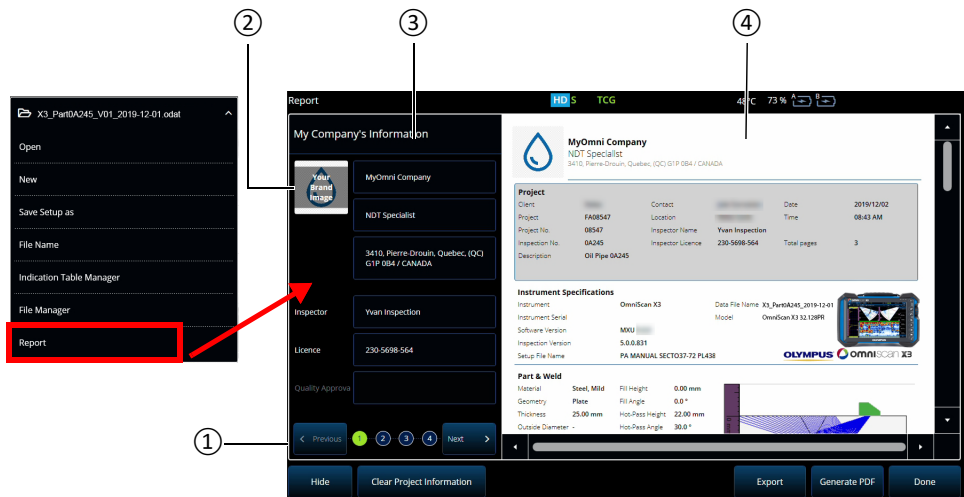 ② ③ ④
X3_Part0A245_V01_2019-12-01.odat
Open
New
Save Setup as
File Name
Indication Table Manager
File Manager
Report
Report HD S TCG 48°C 73 % A B
My Company's Information
Your Brand Image
MyOmni Company
NDT Specialist
3410, Pierre-Drouin, Quebec, (QC)
G1P 0B4 / CANADA
Inspector Yvan Inspection
Licence 230-5698-564
Quality Approva
① Previous 1 2 3 4 Next
MyOmni Company
NDT Specialist
3410, Pierre-Drouin, Quebec, (QC) G1P 0B4 / CANADA
Project
Client Contact Date 2019/12/02
Project FA08547 Location Time 08:43 AM
Project No. 08547 Inspector Name Yvan Inspection
Inspection No. 0A245 Inspector Licence 230-5698-564 Total pages 3
Description Oil Pipe 0A245
Instrument Specifications
Instrument OmniScan X3 Data File Name X3_Part0A245_2019-12-01
Instrument Serial Model OmniScan X3 32.128PR
Software Version MXU
Inspection Version 5.0.0.831
Setup File Name PA MANUAL SECTO37-72 PL438 OLYMPUS omniscan x3
Part & Weld
Material Steel, Mild Fill Height 0.00 mm
Geometry Plate Fill Angle 0.0 °
Thickness 25.00 mm Hot-Pass Height 22.00 mm
Outside Diameter - Hot-Pass Angle 30.0 °
Hide Clear Project Information Export Generate PDF Done